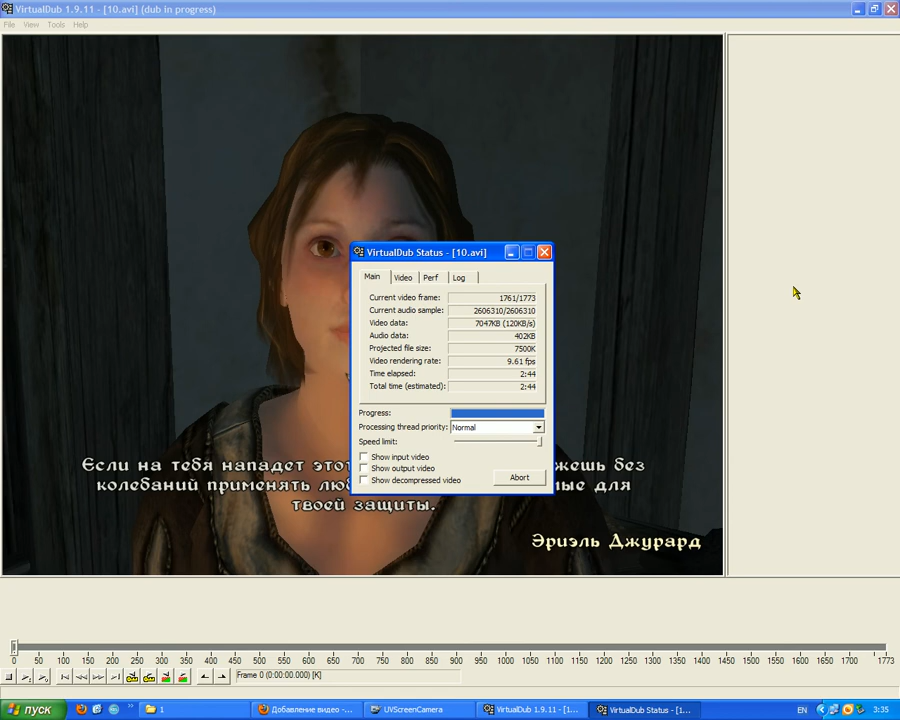 VirtualDub 1.9.11 - [10.avi] (dub in progress)
File View Tools Help
VirtualDub Status - [10.avi]
Main Video Perf Log
Current video frame: 1761/1773
Current audio sample: 2606310/2606310
Video data: 7047KB (120KB/s)
Audio data: 402KB
Projected file size: 7500K
Video rendering rate: 9.61 fps
Time elapsed: 2:44
Total time (estimated): 2:44
Progress:
Processing thread priority: Normal
Speed limit:
Show input video
Show output video
Show decompressed video
Abort
Если на тебя нападет этот жешь без
колебаний применять лю ые для
твоей защиты.
Эриэль Джурард
0 50 100 150 200 250 300 350 400 450 500 550 600 650 700 750 800 850 900 950 1000 1050 1100 1150 1200 1250 1300 1350 1400 1450 1500 1550 1600 1650 1700 1773
Frame 0 (0:00:00.000) [K]
пуск 1 Добавление видео -... UVScreenCamera VirtualDub 1.9.11 - [1... VirtualDub Status - [1... EN 3:35